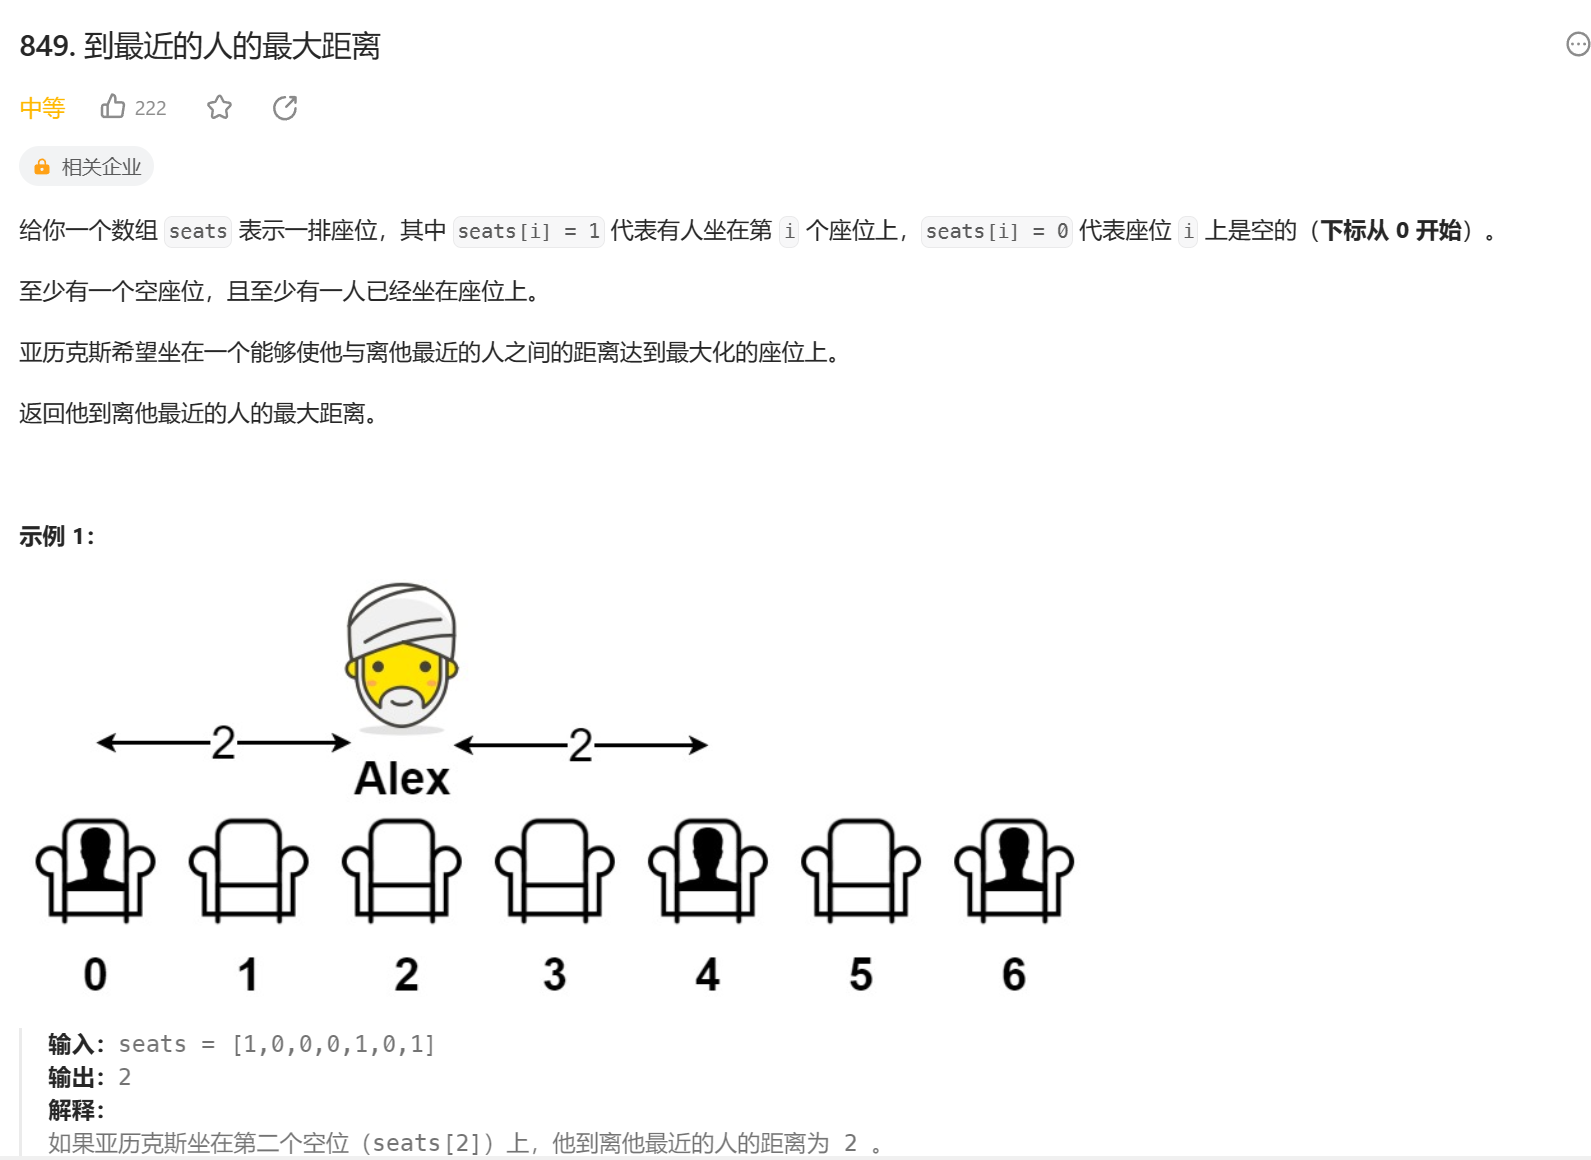 849. 到最近的人的最大距离
中等 222
相关企业
给你一个数组 seats 表示一排座位，其中 seats[i] = 1 代表有人坐在第 i 个座位上，seats[i] = 0 代表座位 i 上是空的（下标从 0 开始）。
至少有一个空座位，且至少有一人已经坐在座位上。
亚历克斯希望坐在一个能够使他与离他最近的人之间的距离达到最大化的座位上。
返回他到离他最近的人的最大距离。
示例 1：
2 2
Alex
0 1 2 3 4 5 6
输入：seats = [1,0,0,0,1,0,1]
输出：2
解释：
如果亚历克斯坐在第二个空位（seats[2]）上，他到离他最近的人的距离为 2 。